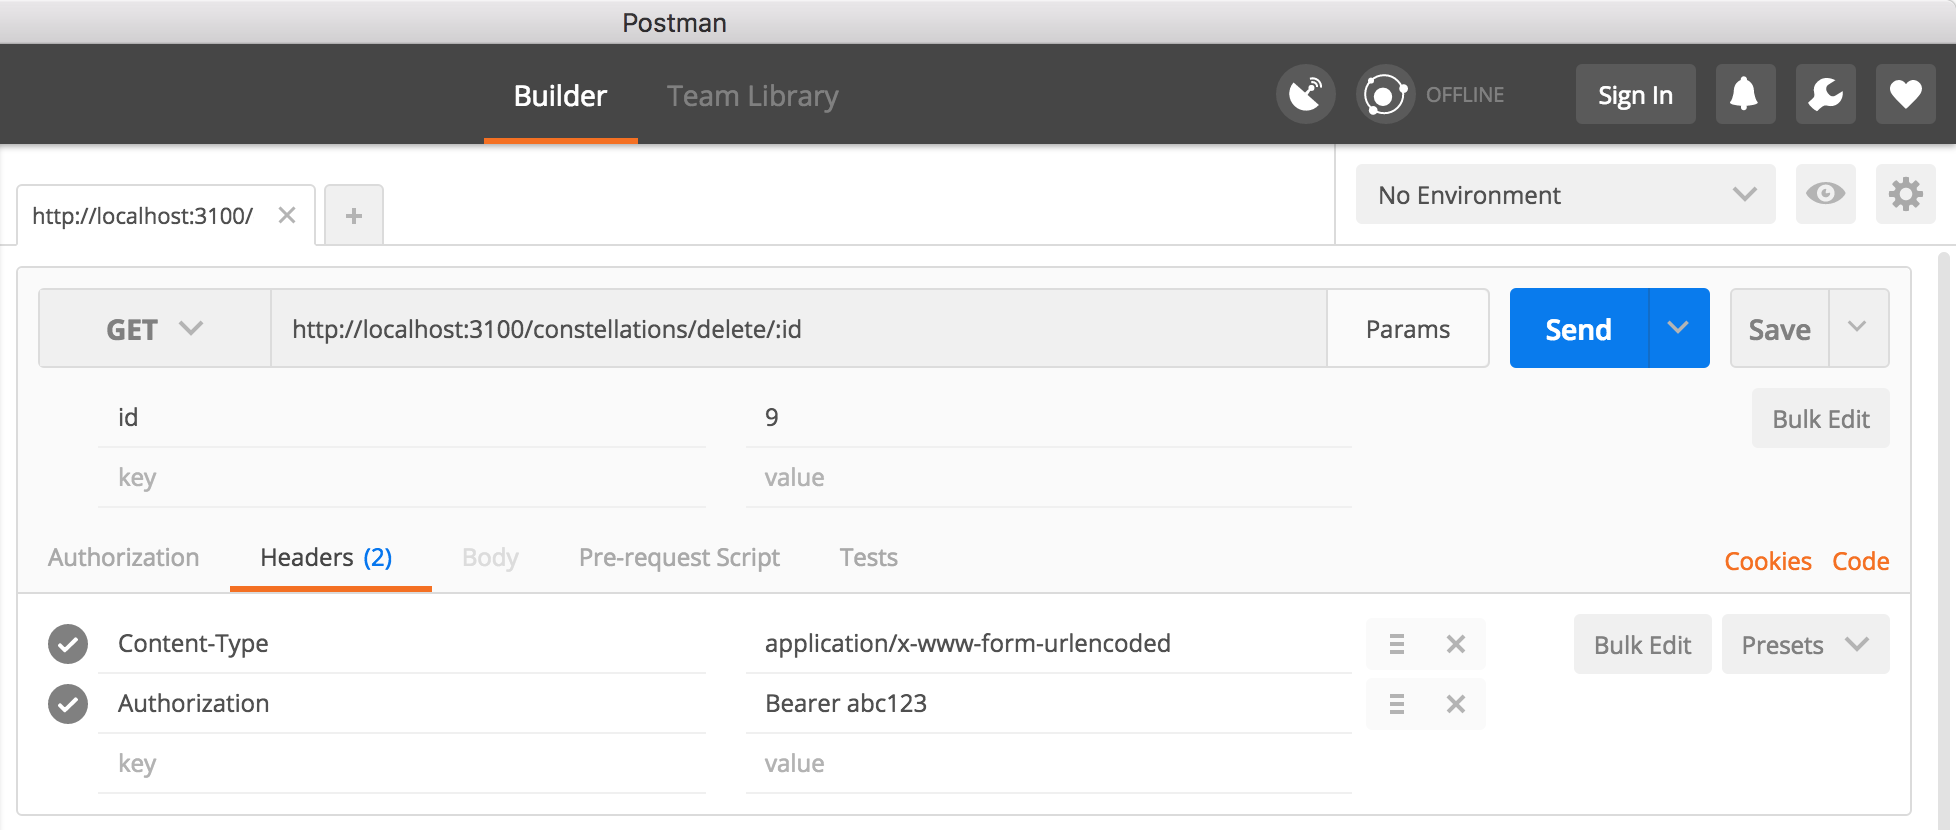 Postman
Builder Team Library OFFLINE Sign In
http://localhost:3100/ No Environment
GET http://localhost:3100/constellations/delete/:id Params Send Save
id 9 Bulk Edit
key value
Authorization Headers (2) Body Pre-request Script Tests Cookies Code
Content-Type application/x-www-form-urlencoded Bulk Edit Presets
Authorization Bearer abc123
key value